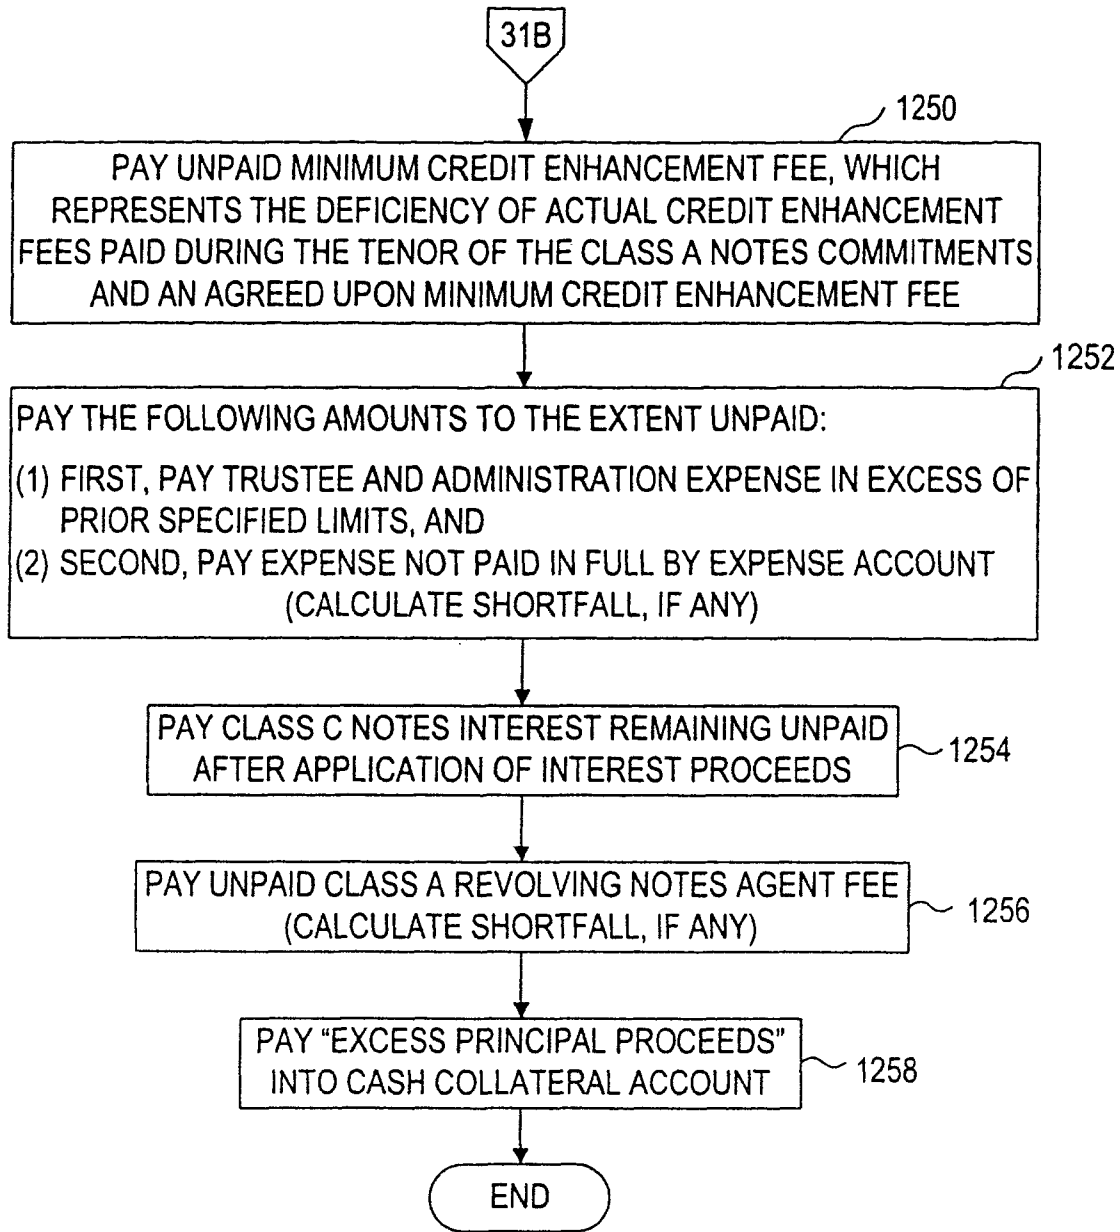 31B
1250
PAY UNPAID MINIMUM CREDIT ENHANCEMENT FEE, WHICH
REPRESENTS THE DEFICIENCY OF ACTUAL CREDIT ENHANCEMENT
FEES PAID DURING THE TENOR OF THE CLASS A NOTES COMMITMENTS
AND AN AGREED UPON MINIMUM CREDIT ENHANCEMENT FEE
1252
PAY THE FOLLOWING AMOUNTS TO THE EXTENT UNPAID:
(1) FIRST, PAY TRUSTEE AND ADMINISTRATION EXPENSE IN EXCESS OF
PRIOR SPECIFIED LIMITS, AND
(2) SECOND, PAY EXPENSE NOT PAID IN FULL BY EXPENSE ACCOUNT
(CALCULATE SHORTFALL, IF ANY)
PAY CLASS C NOTES INTEREST REMAINING UNPAID
AFTER APPLICATION OF INTEREST PROCEEDS
1254
PAY UNPAID CLASS A REVOLVING NOTES AGENT FEE
(CALCULATE SHORTFALL, IF ANY)
1256
PAY “EXCESS PRINCIPAL PROCEEDS”
INTO CASH COLLATERAL ACCOUNT
1258
END